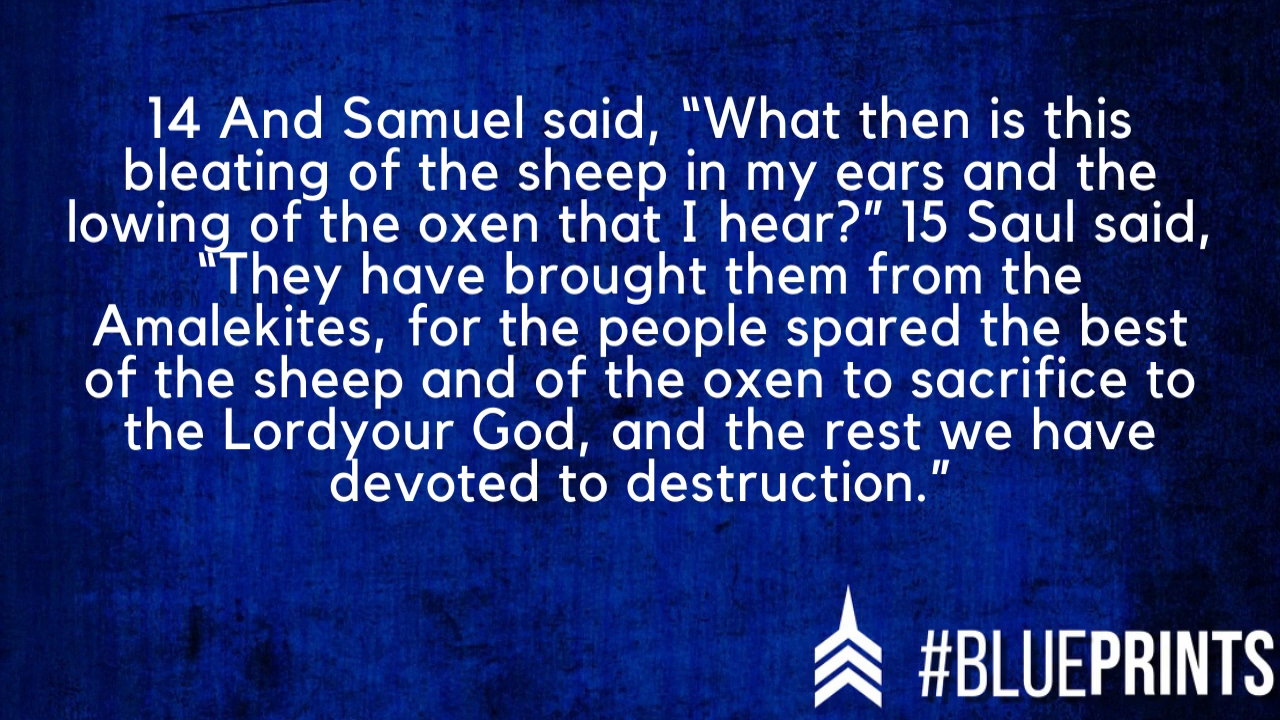 14 And Samuel said, “What then is this
bleating of the sheep in my ears and the
lowing of the oxen that I hear?” 15 Saul said,
“They have brought them from the
Amalekites, for the people spared the best
of the sheep and of the oxen to sacrifice to
the Lordyour God, and the rest we have
devoted to destruction.”
#BLUEPRINTS